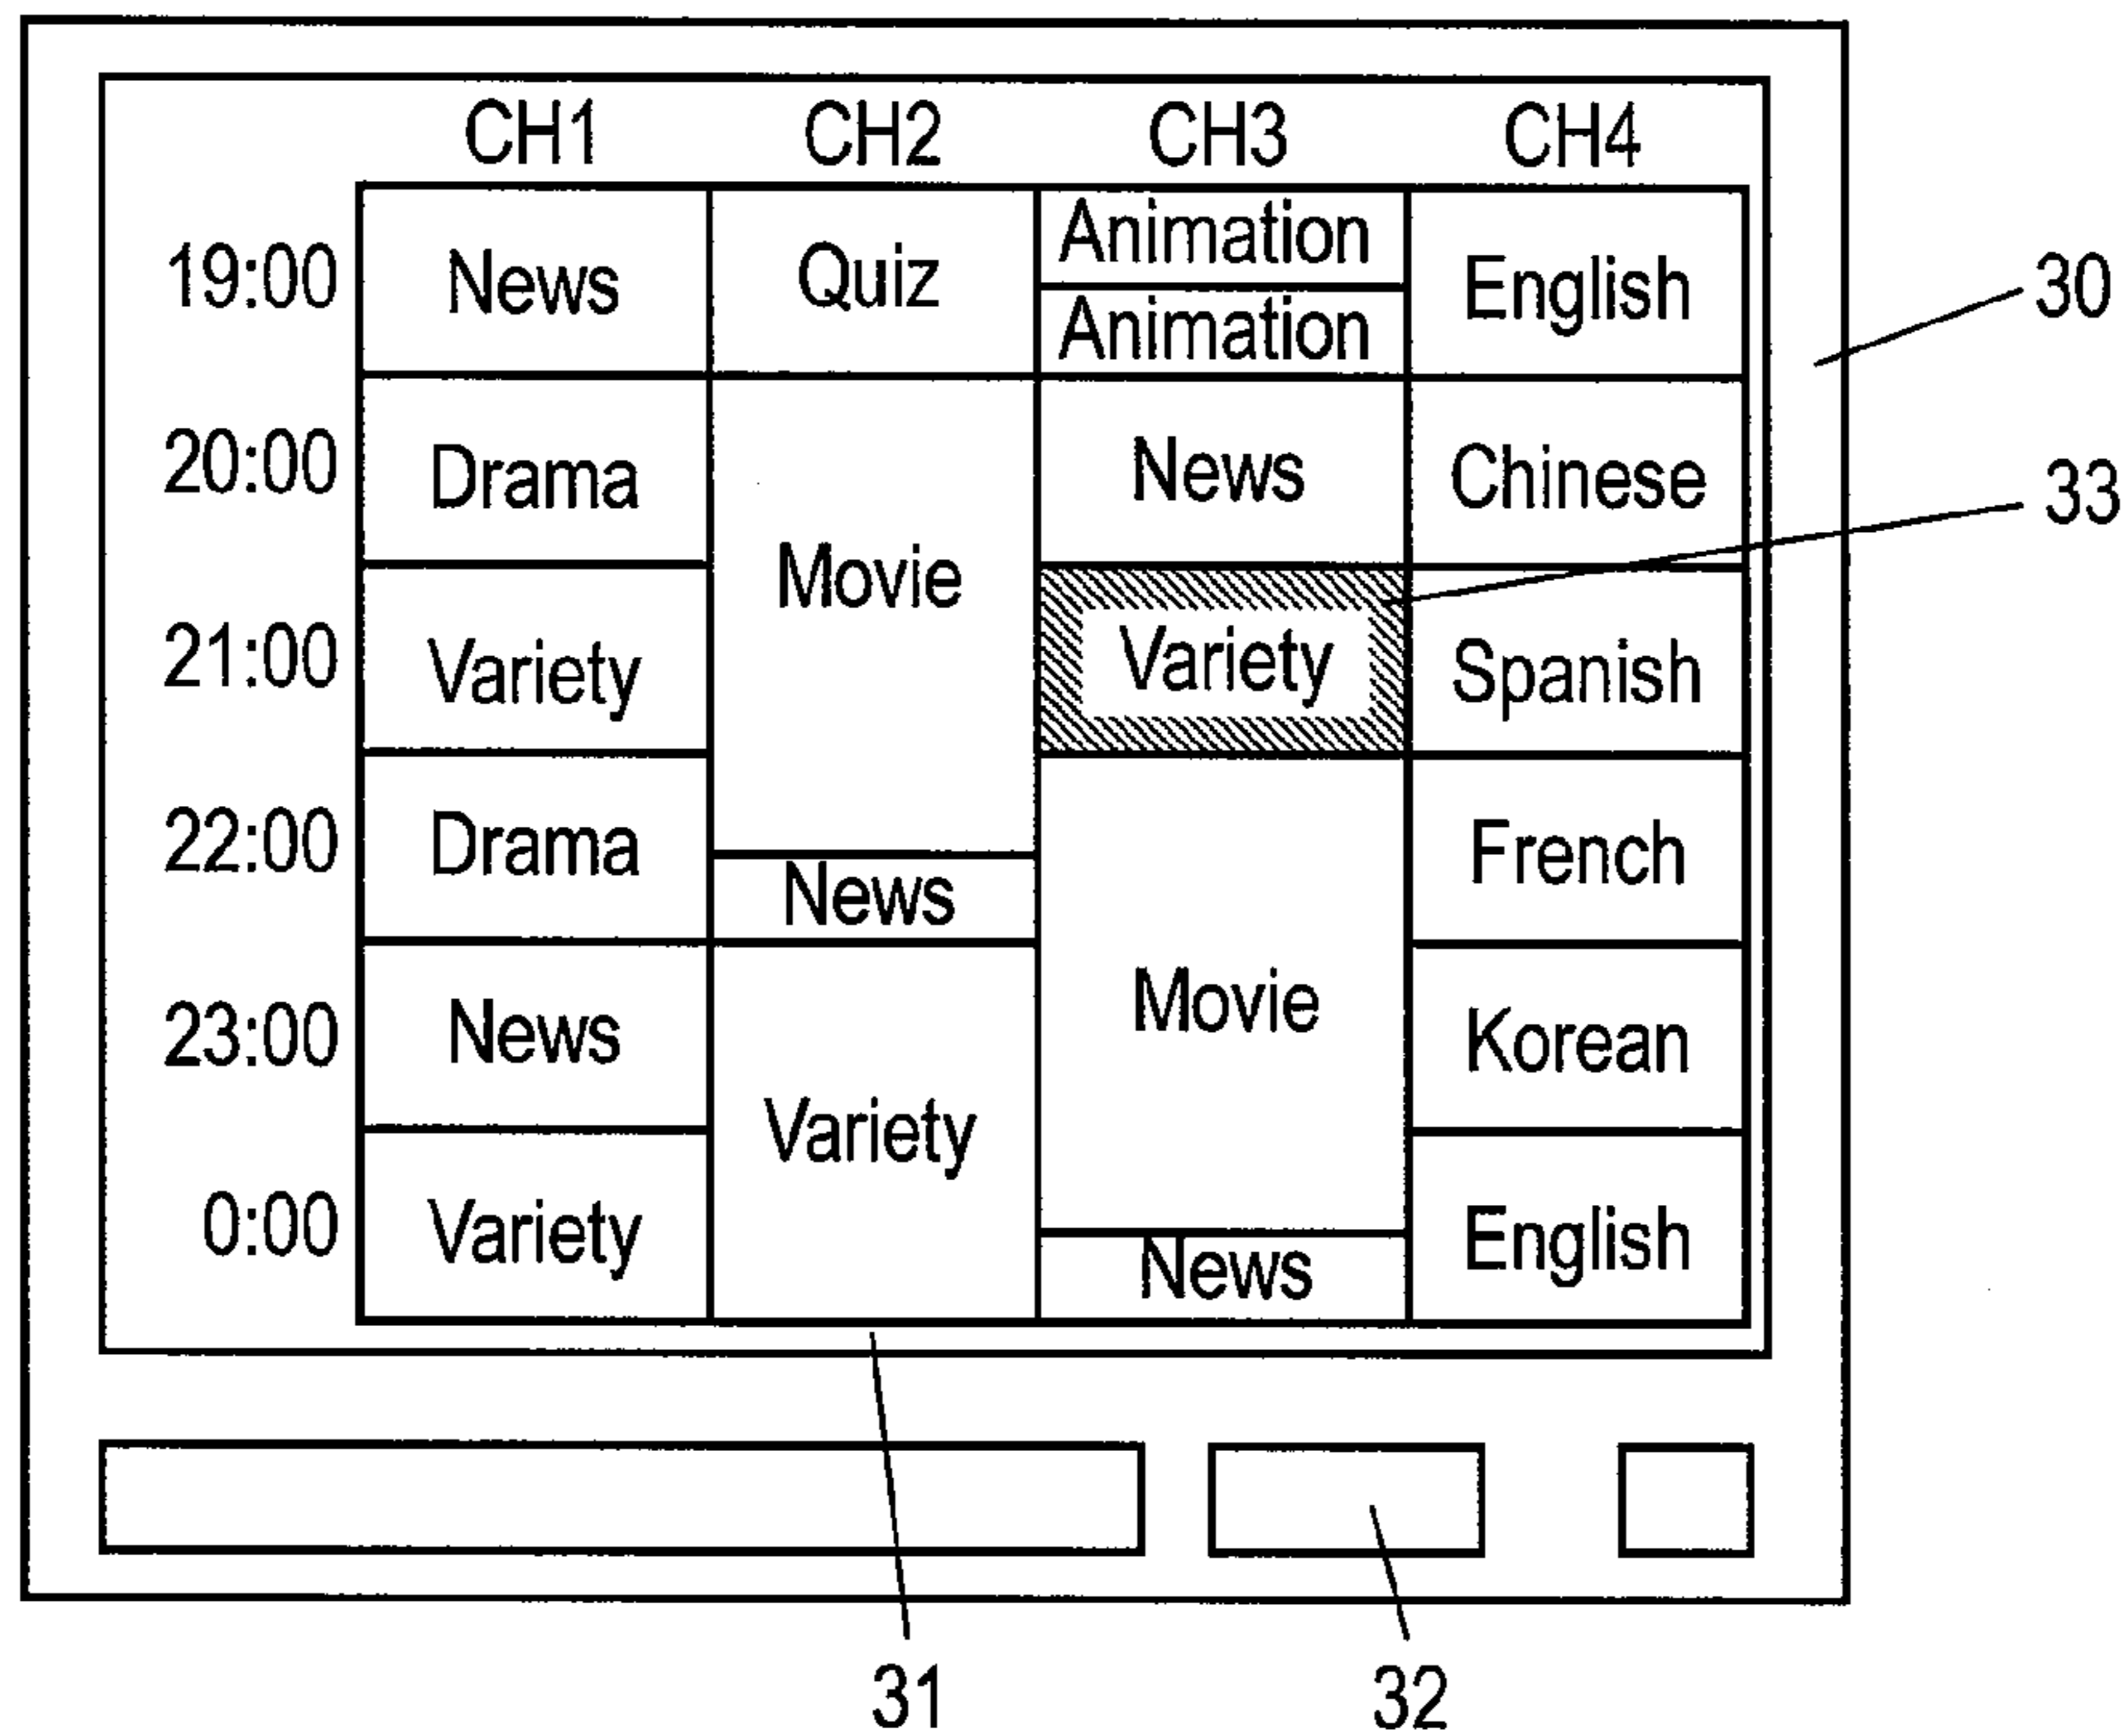 CH1 CH2 CH3 CH4
19:00 News Quiz Animation English
Animation
30
20:00 Drama News Chinese
33
Movie
21:00 Variety Variety Spanish
22:00 Drama French
News
23:00 News Movie Korean
Variety
0:00 Variety English
News
31 32